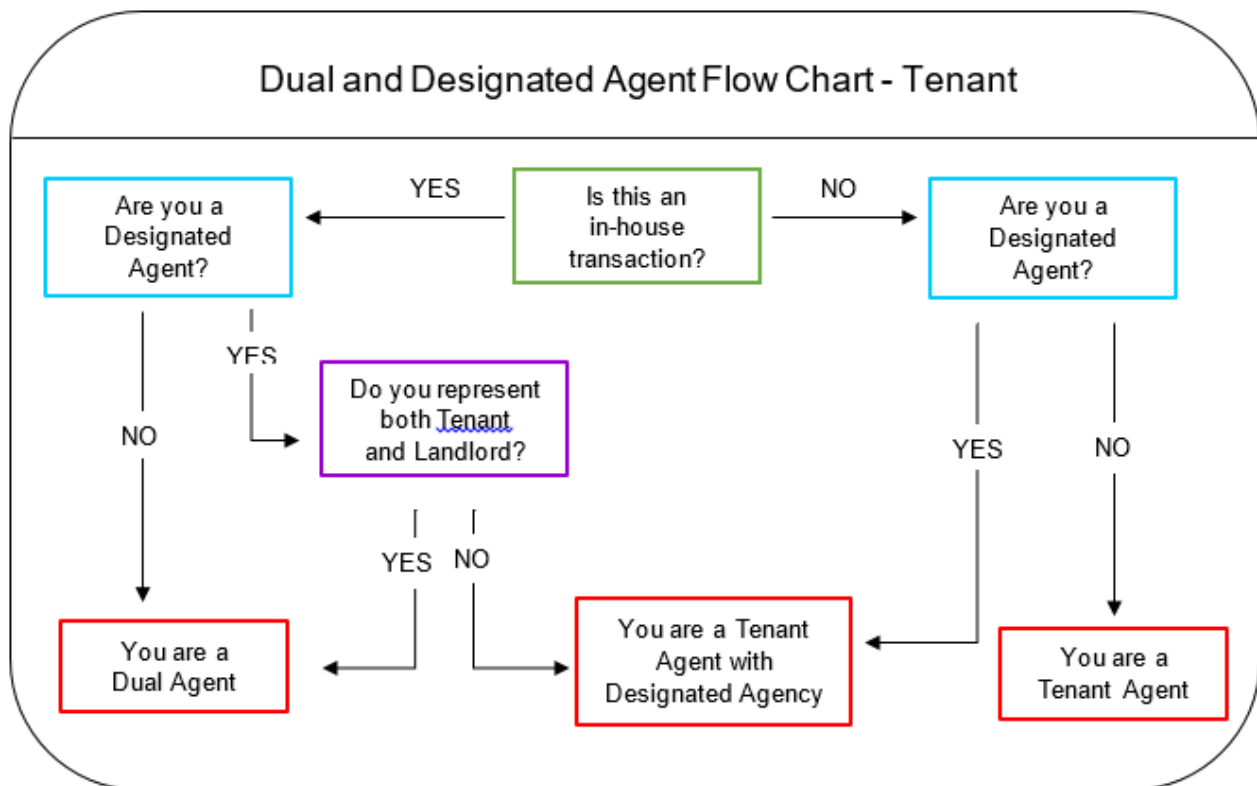 Dual and Designated Agent Flow Chart - Tenant
Are you a
Designated
Agent?
YES
Is this an
in-house
transaction?
NO
Are you a
Designated
Agent?
YES
Do you represent
both Tenant
and Landlord?
NO
YES
NO
YES
NO
You are a
Dual Agent
You are a Tenant
Agent with
Designated Agency
You are a
Tenant Agent